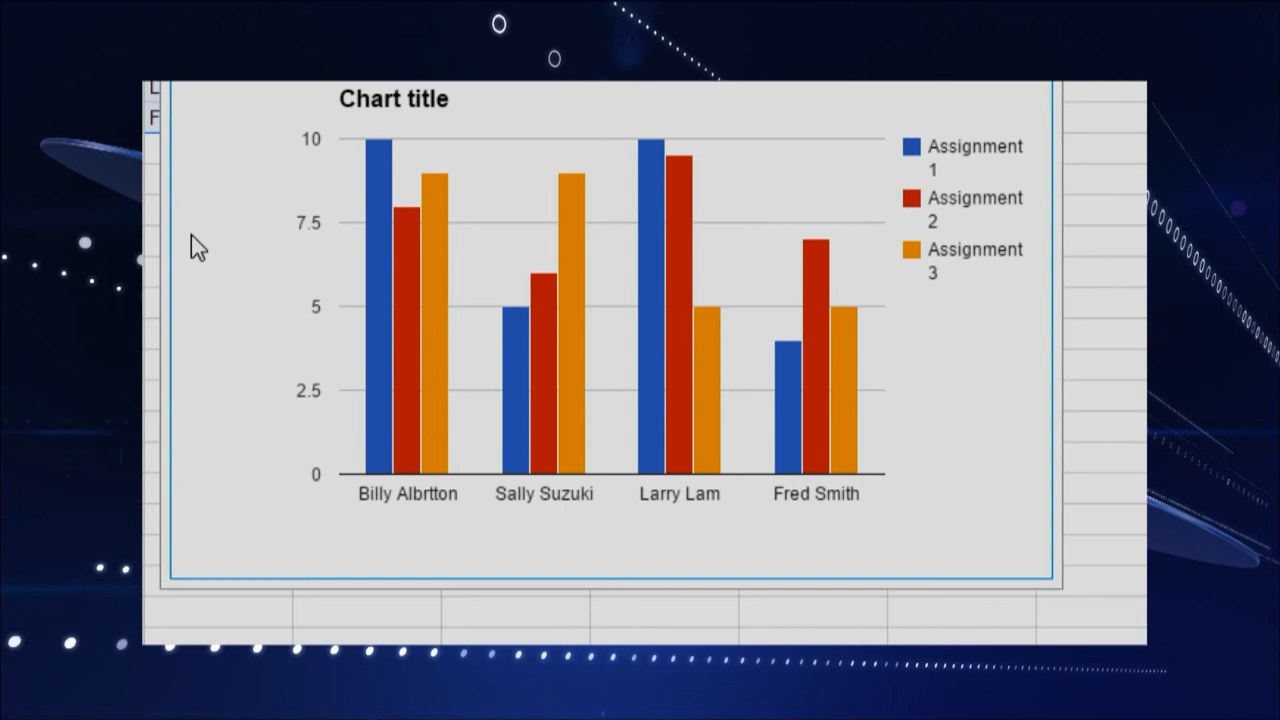 L
F
Chart title
10
7.5
5
2.5
0
Assignment
1
Assignment
2
Assignment
3
Billy Albrtton Sally Suzuki Larry Lam Fred Smith